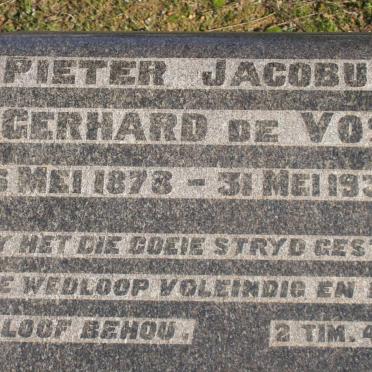 PIETER JACOBU
GERHARD DE VO
MEI 1878 - 31 MEI 193
HET DIE GOEIE STRYD GEST
WEDLOOP VOLEINDIG EN
LOOF BEHOU. 2 TIM. 4